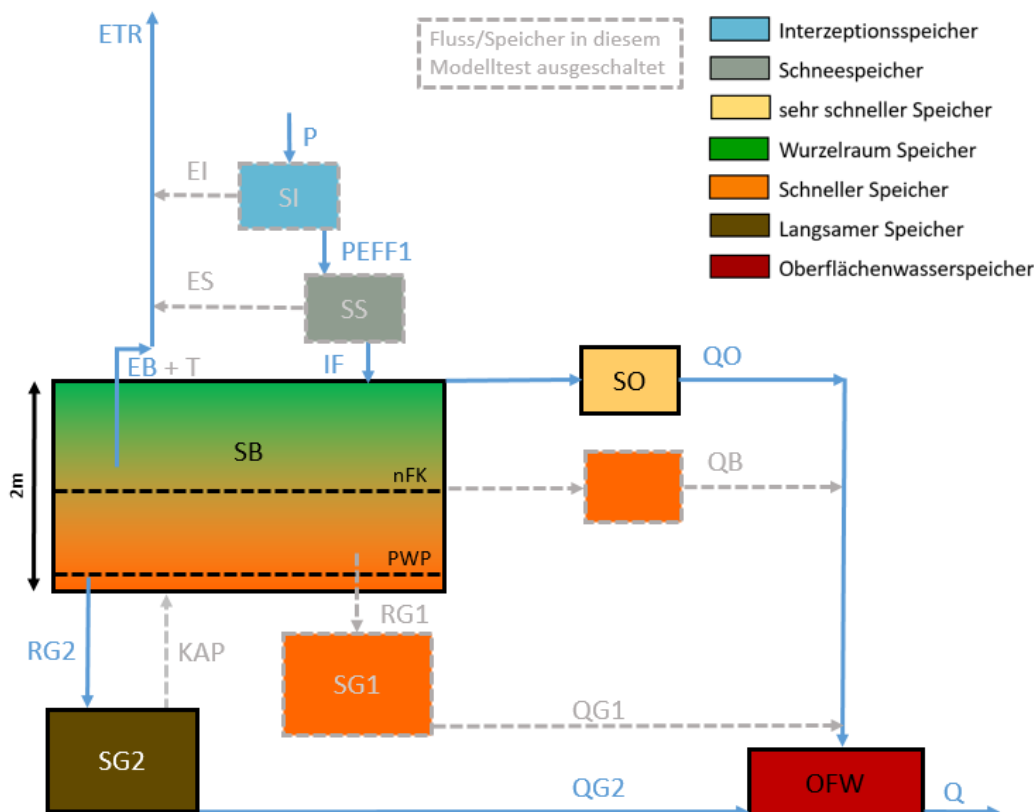 ETR
Fluss/Speicher in diesem
Modelltest ausgeschaltet
Interzeptionsspeicher
Schneespeicher
sehr schneller Speicher
Wurzelraum Speicher
Schneller Speicher
Langsamer Speicher
Oberflächenwasserspeicher
P
EI
SI
PEFF1
ES
SS
EB + T
IF
SO
QO
2m
SB
nFK
QB
PWP
RG2
KAP
RG1
SG1
QG1
SG2
QG2
OFW
Q